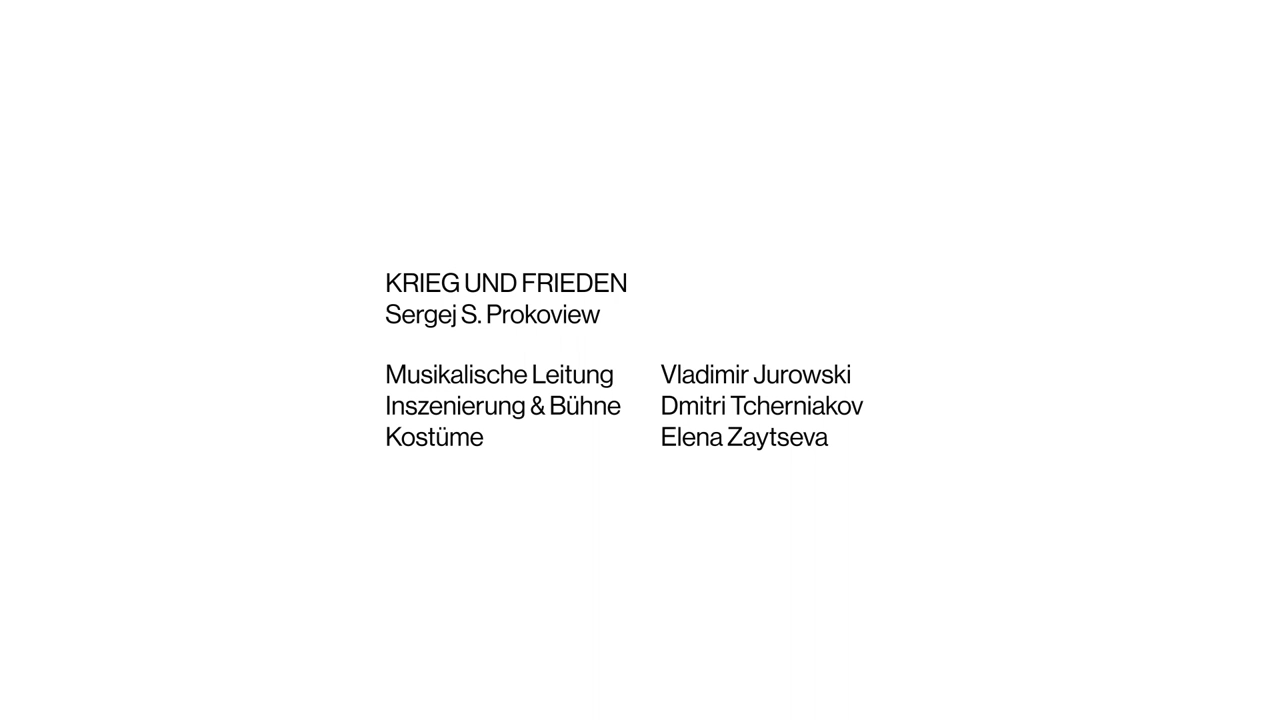 KRIEG UND FRIEDEN
Sergej S. Prokoview
Musikalische Leitung Vladimir Jurowski
Inszenierung & Bühne Dmitri Tcherniakov
Kostüme Elena Zaytseva